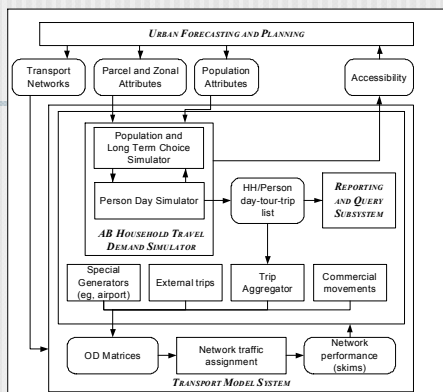 URBAN FORECASTING AND PLANNING
Transport
Networks
Parcel and Zonal
Attributes
Population
Attributes
Accessibility
Population and
Long Term Choice
Simulator
Person Day Simulator
AB HOUSEHOLD TRAVEL
DEMAND SIMULATOR
HH/Person
day-tour-trip
list
REPORTING
AND QUERY
SUBSYSTEM
Special
Generators
(eg, airport)
External trips
Trip
Aggregator
Commercial
movements
OD Matrices
Network traffic
assignment
Network
performance
(skims)
TRANSPORT MODEL SYSTEM